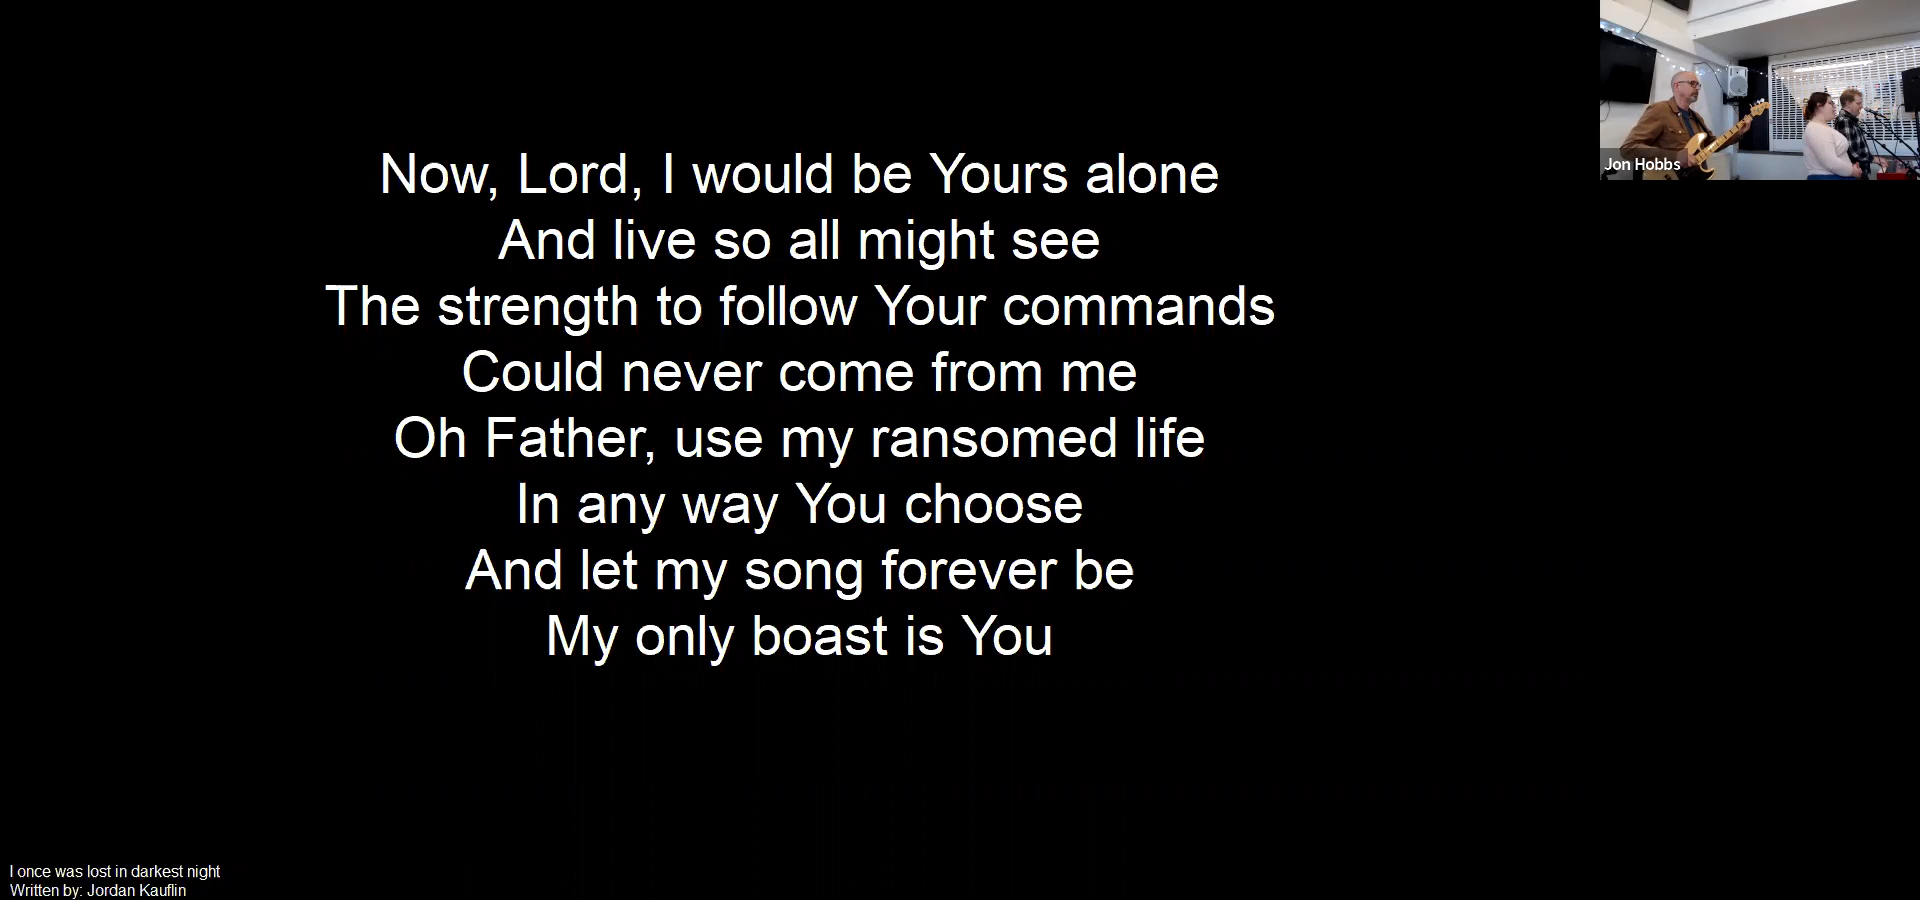 Now, Lord, I would be Yours alone
And live so all might see
The strength to follow Your commands
Could never come from me
Oh Father, use my ransomed life
In any way You choose
And let my song forever be
My only boast is You
Jon Hobbs
I once was lost in darkest night
Written by: Jordan Kauflin